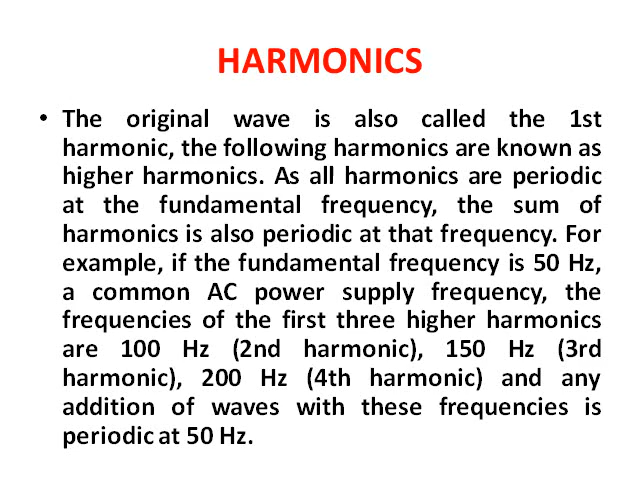 HARMONICS
• The original wave is also called the 1st
harmonic, the following harmonics are known as
higher harmonics. As all harmonics are periodic
at the fundamental frequency, the sum of
harmonics is also periodic at that frequency. For
example, if the fundamental frequency is 50 Hz,
a common AC power supply frequency, the
frequencies of the first three higher harmonics
are 100 Hz (2nd harmonic), 150 Hz (3rd
harmonic), 200 Hz (4th harmonic) and any
addition of waves with these frequencies is
periodic at 50 Hz.